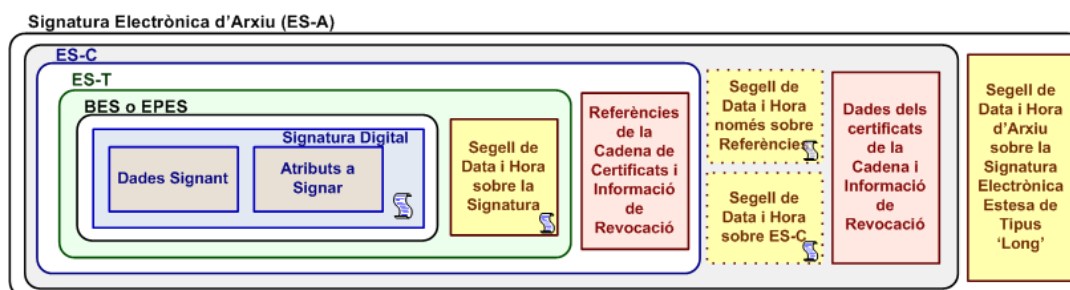 Signatura Electrònica d'Arxiu (ES-A)
ES-C
ES-T
BES o EPES
Signatura Digital
Dades Signant
Atributs a
Signar
Segell de
Data i Hora
sobre la
Signatura
Referències
de la
Cadena de
Certificats i
Informació
de
Revocació
Segell de
Data i Hora
només sobre
Referències
Segell de
Data i Hora
sobre ES-C
Dades dels
certificats
de la
Cadena i
Informació
de
Revocació
Segell de
Data i Hora
d'Arxiu
sobre la
Signatura
Electrònica
Estesa de
Tipus
'Long'